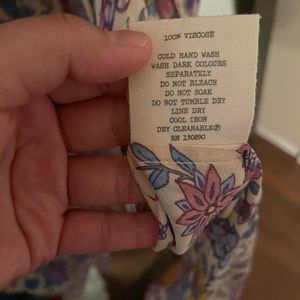 100% VISCOSE
COLD HAND WASH
WASH DARK COLOURS
SEPARATELY
DO NOT BLEACH
DO NOT SOAK
DO NOT TUMBLE DRY
LINE DRY
COOL IRON
DRY CLEANABLE Ⓟ
RN 130890